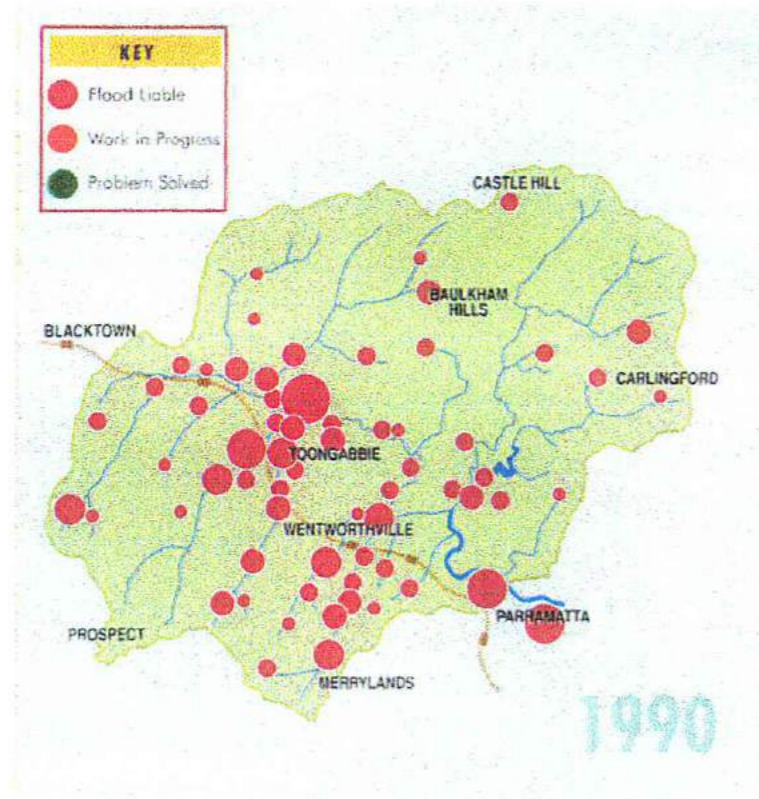 KEY
Flood Liable
Work in Progress
Problem Solved
CASTLE HILL
BAULKHAM
HILLS
BLACKTOWN
CARLINGFORD
TOONGABBIE
WENTWORTHVILLE
PARRAMATTA
PROSPECT
MERRYLANDS
1990